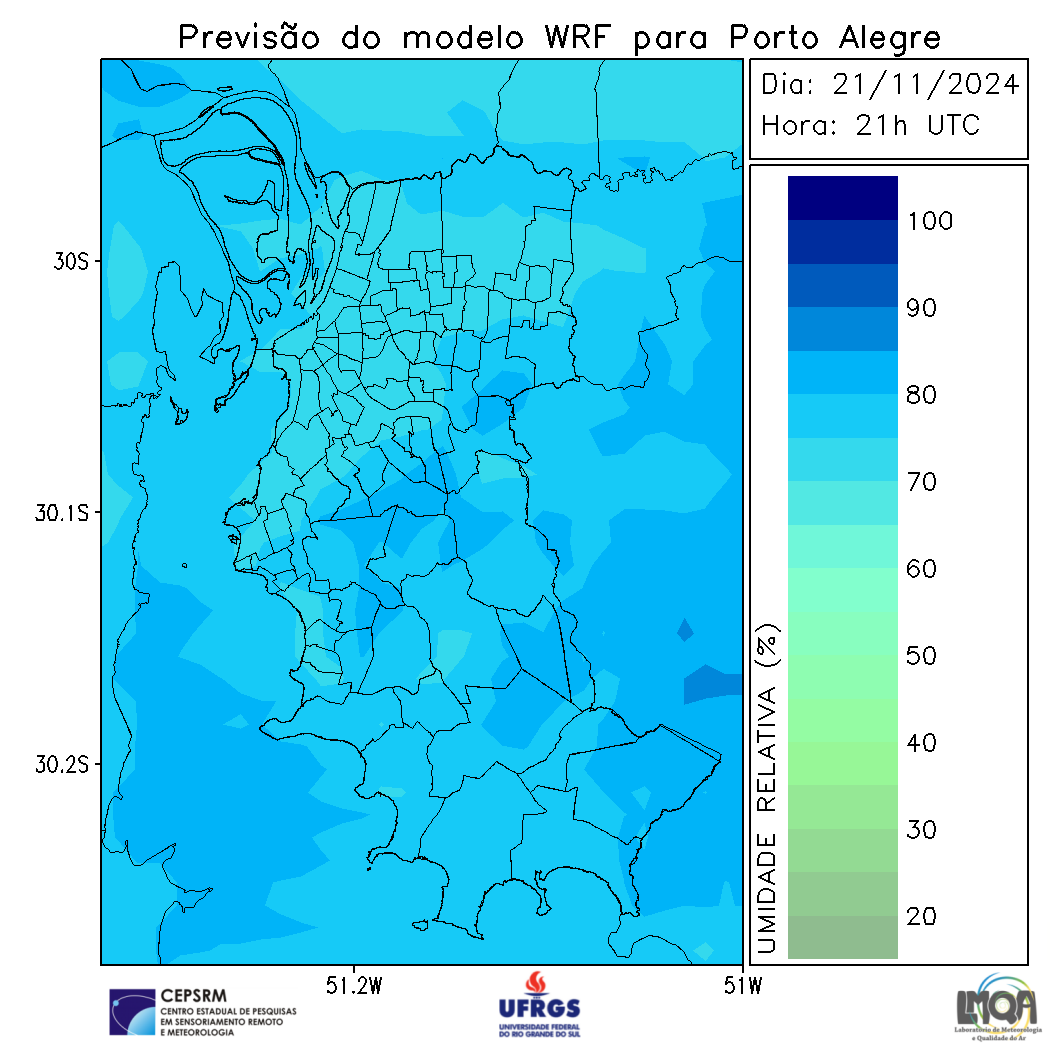 Previsão do modelo WRF para Porto Alegre
Dia: 21/11/2024
Hora: 21h UTC
30S
30.1S
30.2S
51.2W
51W
100
90
80
70
60
50
40
30
20
UMIDADE RELATIVA (%)
CEPSRM
CENTRO ESTADUAL DE PESQUISAS
EM SENSORIAMENTO REMOTO
E METEOROLOGIA
UFRGS
UNIVERSIDADE FEDERAL
DO RIO GRANDE DO SUL
LMQA
Laboratório de Meteorologia
e Qualidade do Ar